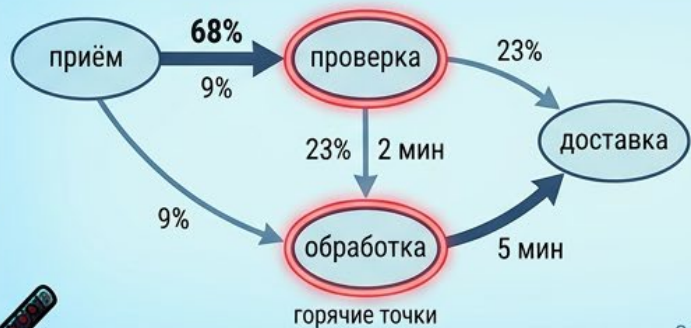 68%
приём
проверка
9%
23%
доставка
23%
2 мин
9%
обработка
5 мин
горячие точки